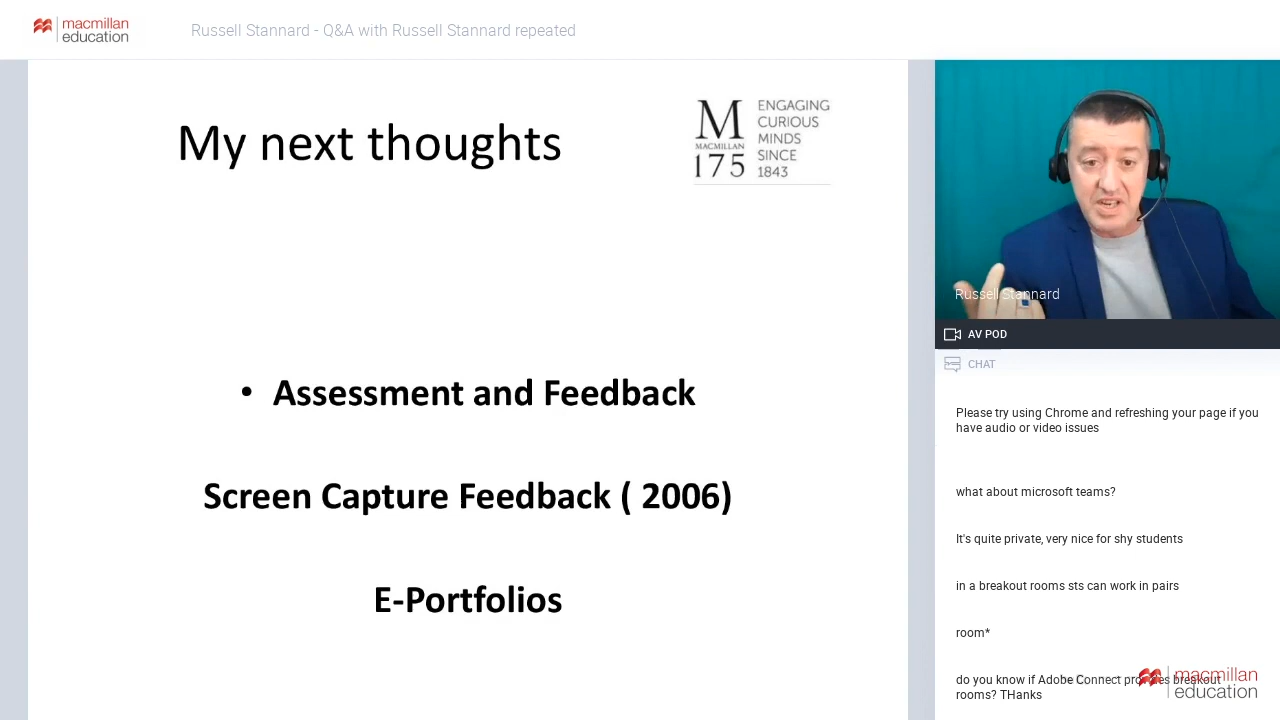 macmillan
education
Russell Stannard - Q&A with Russell Stannard repeated
My next thoughts
M
MACMILLAN
175
ENGAGING
CURIOUS
MINDS
SINCE
1843
• Assessment and Feedback
Screen Capture Feedback ( 2006)
E-Portfolios
Russell Stannard
AV POD
CHAT
Please try using Chrome and refreshing your page if you
have audio or video issues
what about microsoft teams?
It's quite private, very nice for shy students
in a breakout rooms sts can work in pairs
room*
do you know if Adobe Connect provides breakout
rooms? THanks
macmillan
education